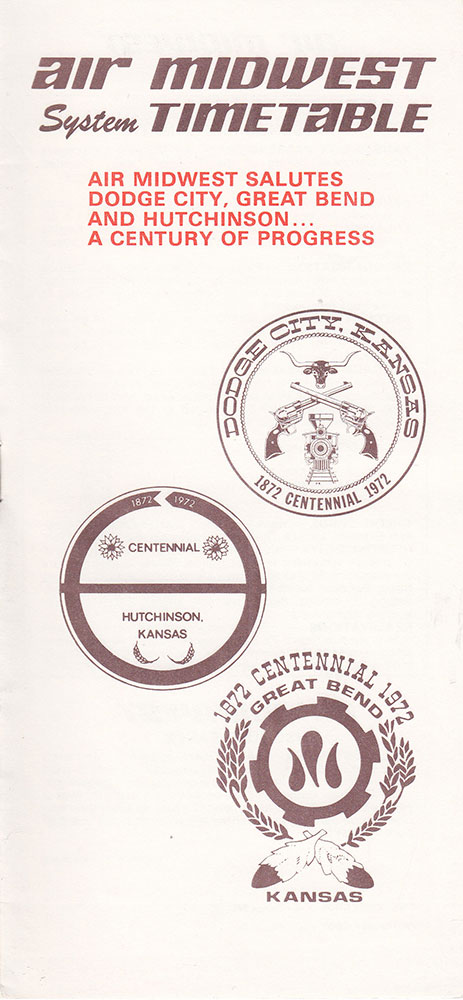 air MIDWEST
System TIMETaBLE
AIR MIDWEST SALUTES
DODGE CITY, GREAT BEND
AND HUTCHINSON...
A CENTURY OF PROGRESS
DODGE CITY, KANSAS
1872 CENTENNIAL 1972
1872 1972
CENTENNIAL
HUTCHINSON,
KANSAS
1872 CENTENNIAL 1972
GREAT BEND
KANSAS